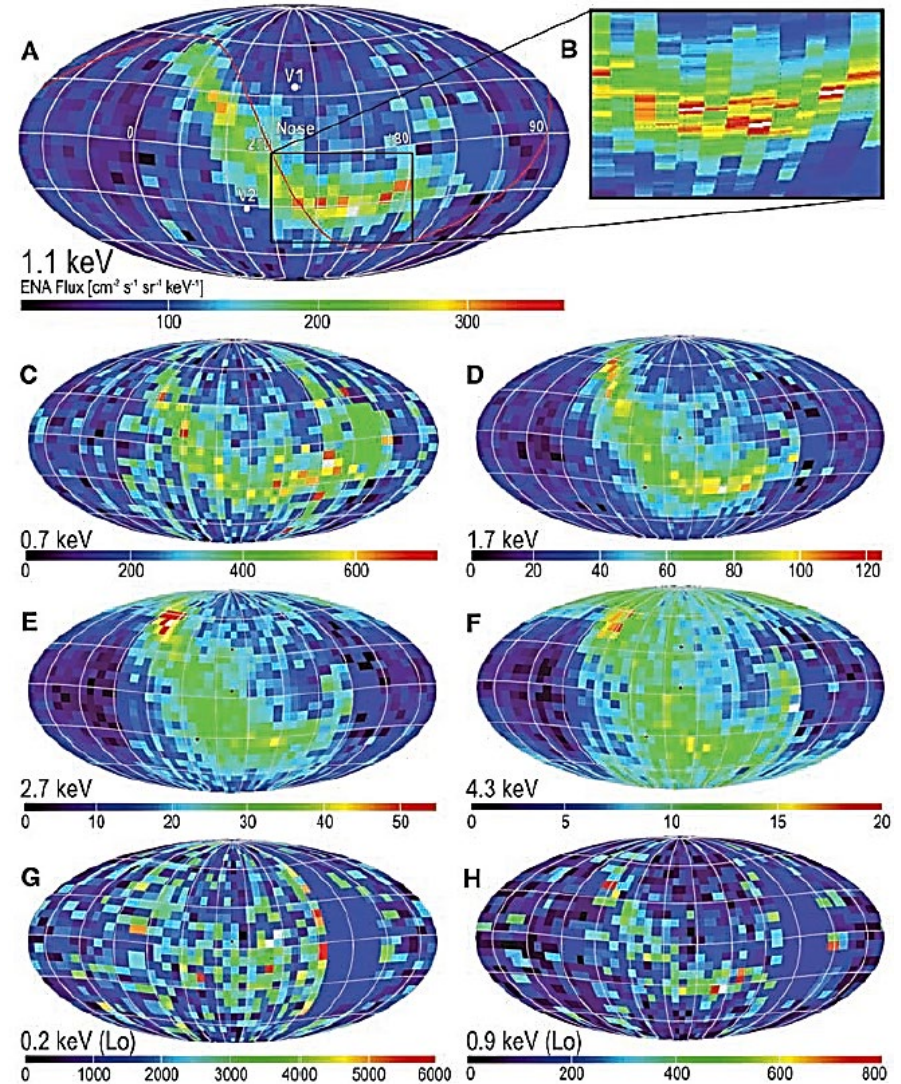 A
B
V1
Nose
0
180
90
V2
1.1 keV
ENA Flux [cm⁻² s⁻¹ sr⁻¹ keV⁻¹]
100 200 300
C
D
0.7 keV
0 200 400 600
1.7 keV
0 20 40 60 80 100 120
E
F
2.7 keV
0 10 20 30 40 50
4.3 keV
0 5 10 15 20
G
H
0.2 keV (Lo)
0 1000 2000 3000 4000 5000 6000
0.9 keV (Lo)
0 200 400 600 800